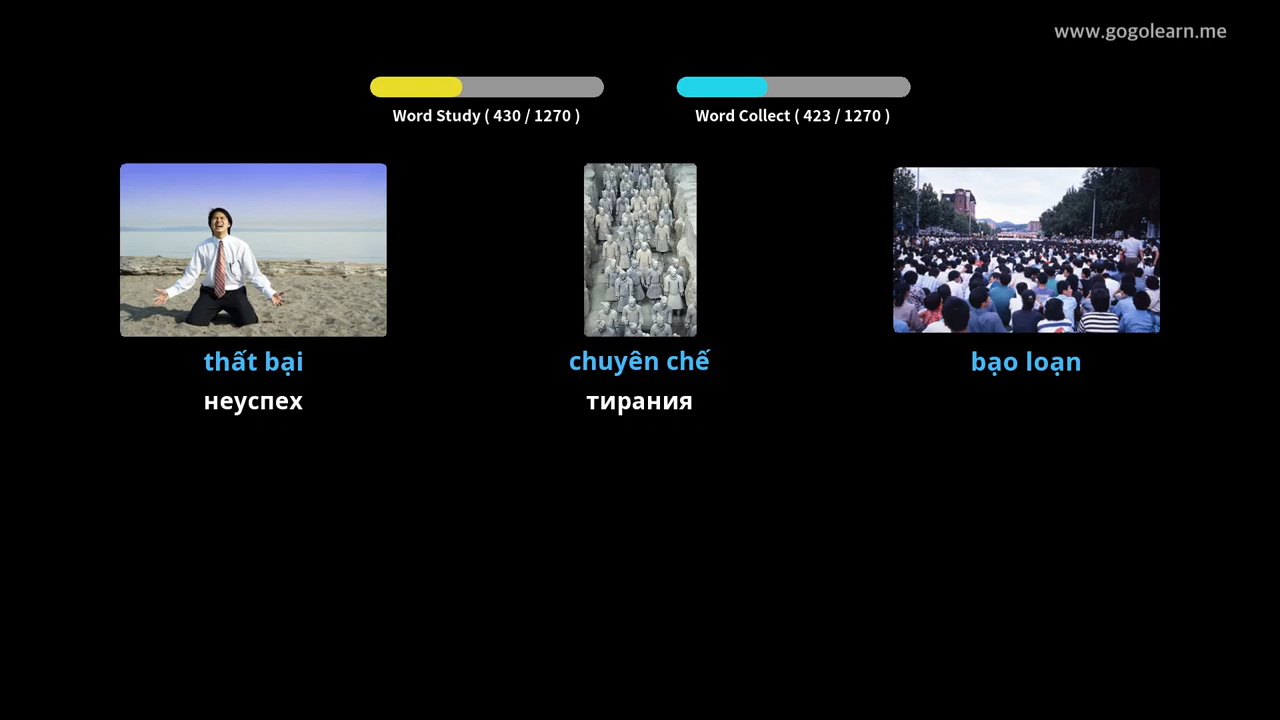 www.gogolearn.me
Word Study ( 430 / 1270 )
Word Collect ( 423 / 1270 )
thất bại
chuyên chế
bạo loạn
неуспех
тирания